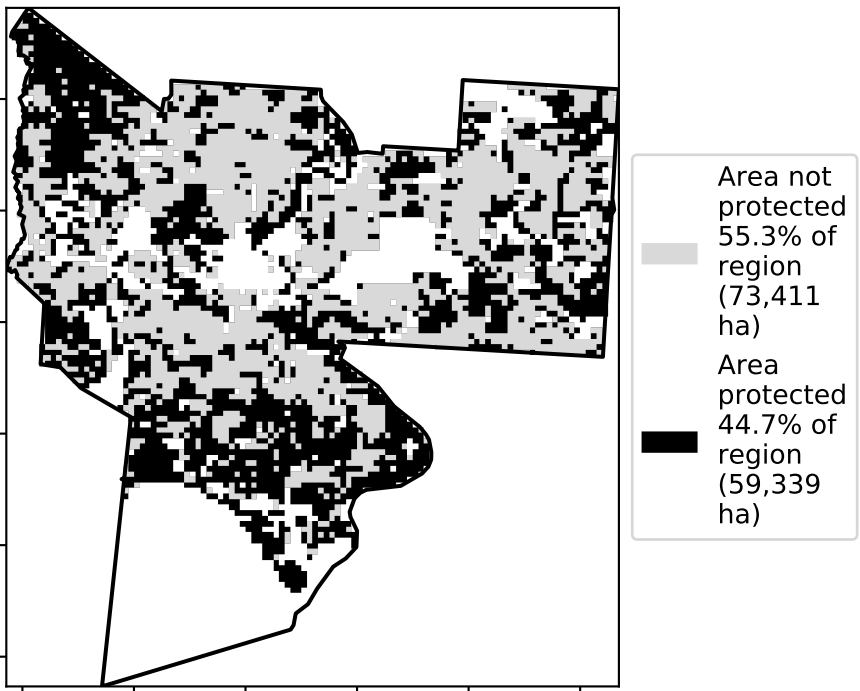 Area not
protected
55.3% of
region
(73,411
ha)
Area
protected
44.7% of
region
(59,339
ha)